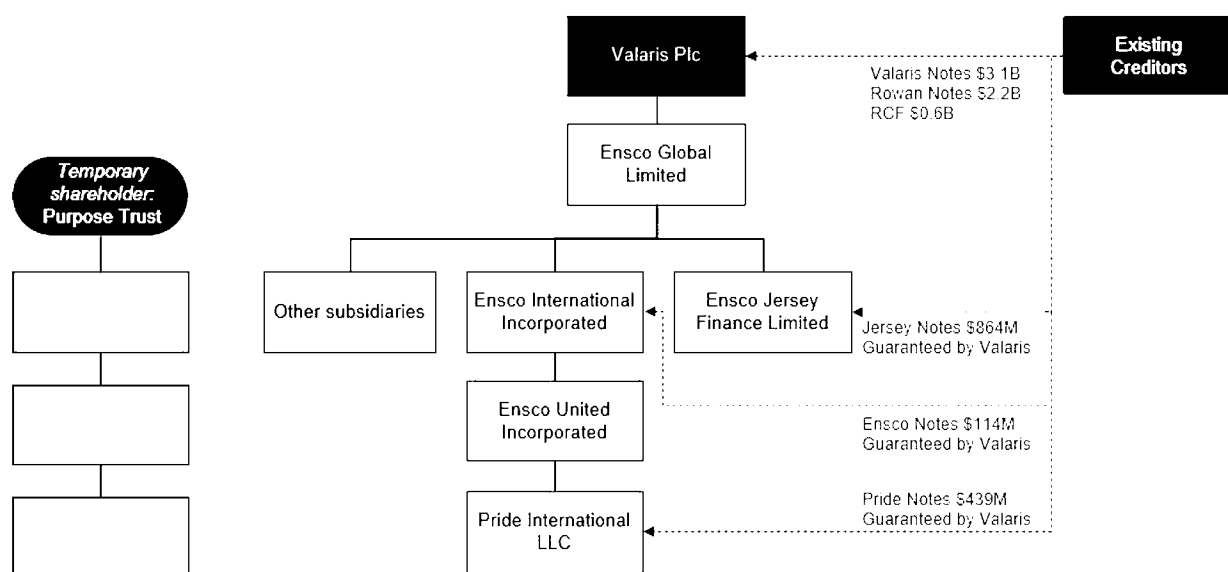 Valaris Plc
Existing
Creditors
Valaris Notes $3 1B
Rowan Notes $2.2B
RCF $0.6B
Ensco Global
Limited
Temporary
shareholder:
Purpose Trust
Other subsidiaries
Ensco International
Incorporated
Ensco Jersey
Finance Limited
Jersey Notes $864M
Guaranteed by Valaris
Ensco United
Incorporated
Ensco Notes $114M
Guaranteed by Valaris
Pride International
LLC
Pride Notes $439M
Guaranteed by Valaris